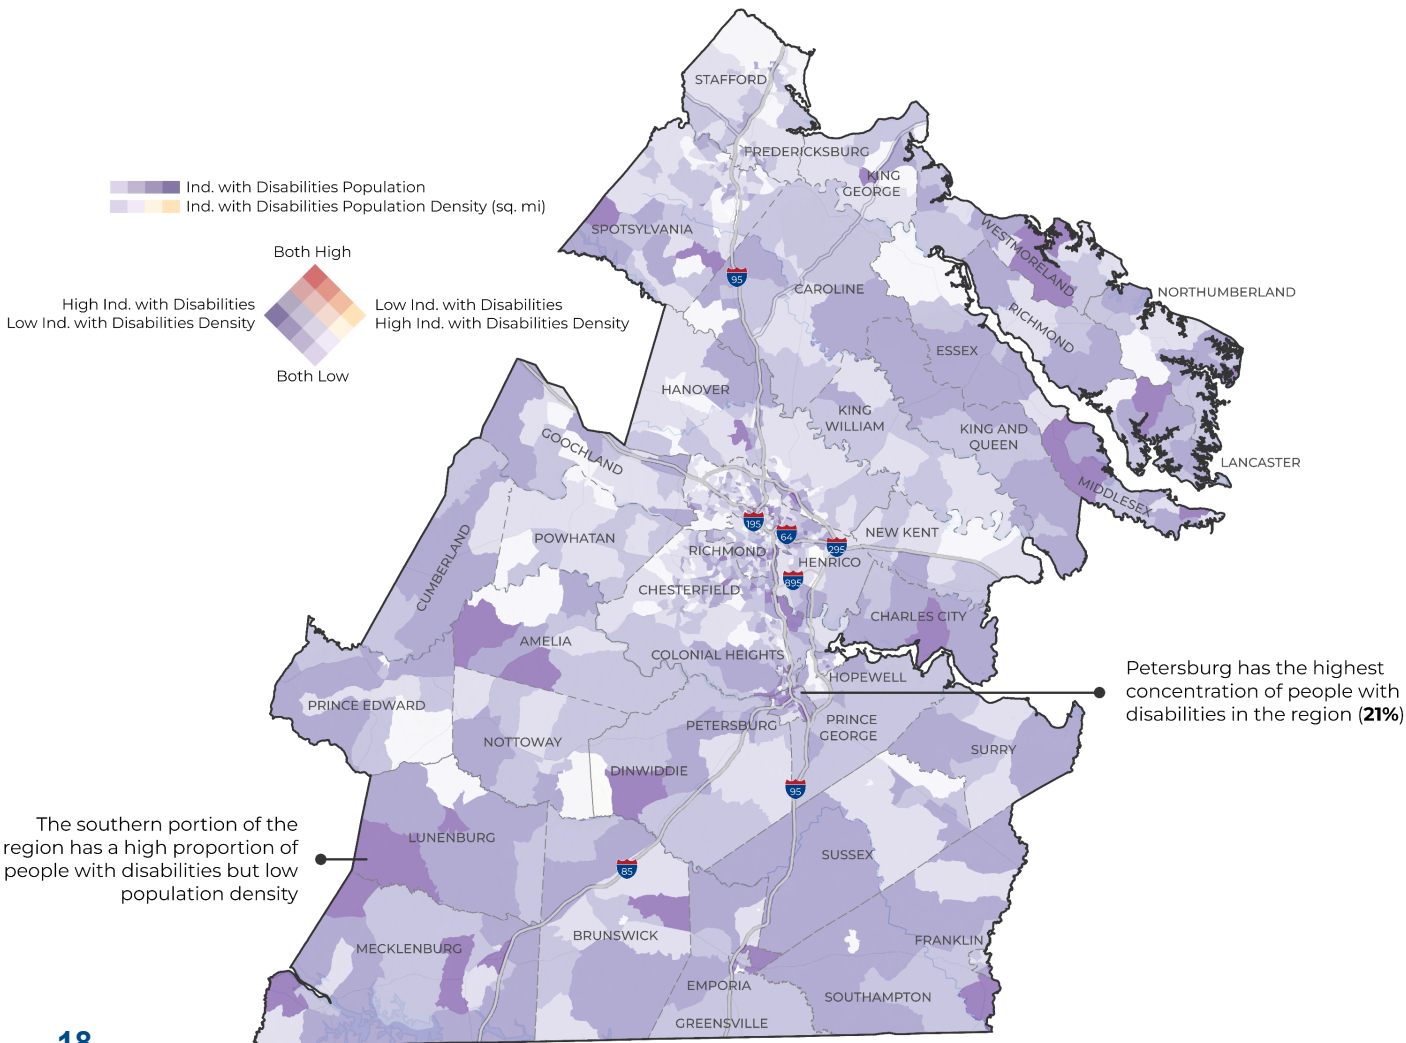 STAFFORD
FREDERICKSBURG
KING
GEORGE
Ind. with Disabilities Population
Ind. with Disabilities Population Density (sq. mi)
SPOTSYLVANIA
WESTMORELAND
Both High
95
CAROLINE
NORTHUMBERLAND
High Ind. with Disabilities
Low Ind. with Disabilities Density
Low Ind. with Disabilities
High Ind. with Disabilities Density
RICHMOND
ESSEX
Both Low
HANOVER
KING
WILLIAM
KING AND
QUEEN
GOOCHLAND
LANCASTER
MIDDLESEX
195
64
295
NEW KENT
POWHATAN
RICHMOND
HENRICO
CUMBERLAND
895
CHESTERFIELD
CHARLES CITY
AMELIA
COLONIAL HEIGHTS
HOPEWELL
Petersburg has the highest
concentration of people with
disabilities in the region (21%)
PRINCE EDWARD
PETERSBURG
PRINCE
GEORGE
NOTTOWAY
SURRY
DINWIDDIE
95
The southern portion of the
region has a high proportion of
people with disabilities but low
population density
LUNENBURG
SUSSEX
85
BRUNSWICK
MECKLENBURG
FRANKLIN
EMPORIA
SOUTHAMPTON
GREENSVILLE
18